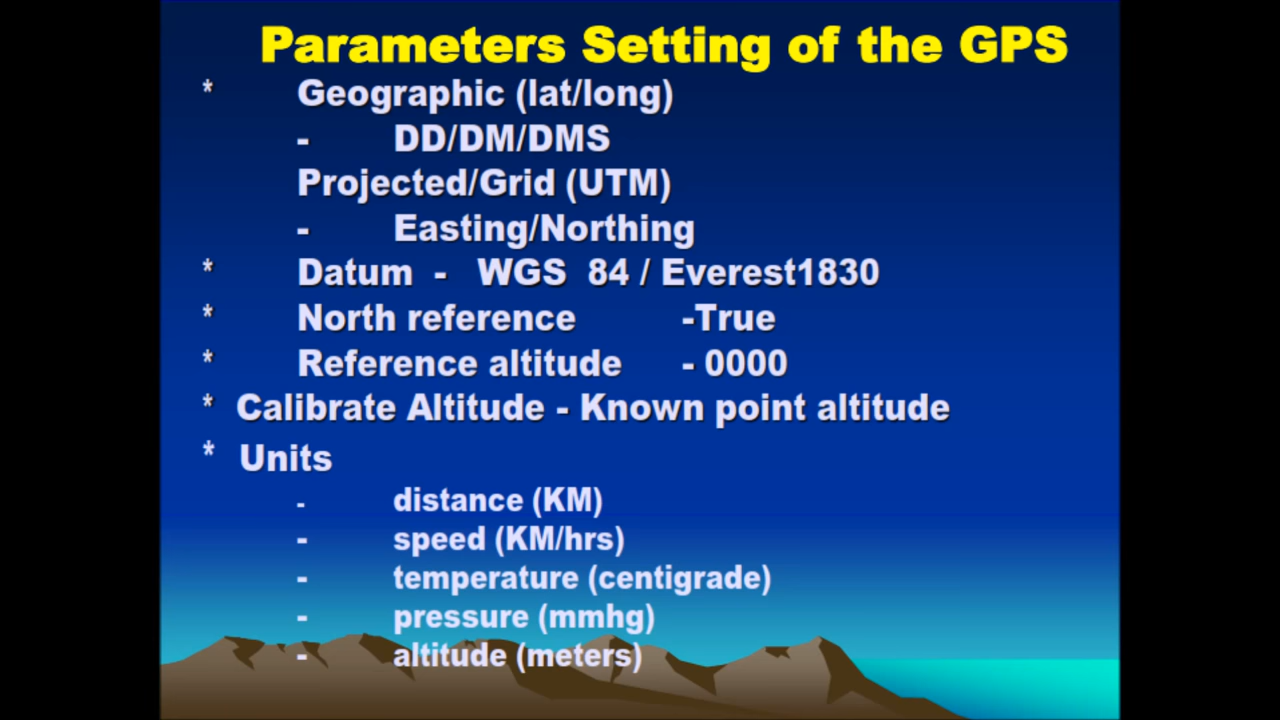 Parameters Setting of the GPS
* Geographic (lat/long)
- DD/DM/DMS
Projected/Grid (UTM)
- Easting/Northing
* Datum - WGS 84 / Everest1830
* North reference -True
* Reference altitude - 0000
* Calibrate Altitude - Known point altitude
* Units
- distance (KM)
- speed (KM/hrs)
- temperature (centigrade)
- pressure (mmhg)
- altitude (meters)